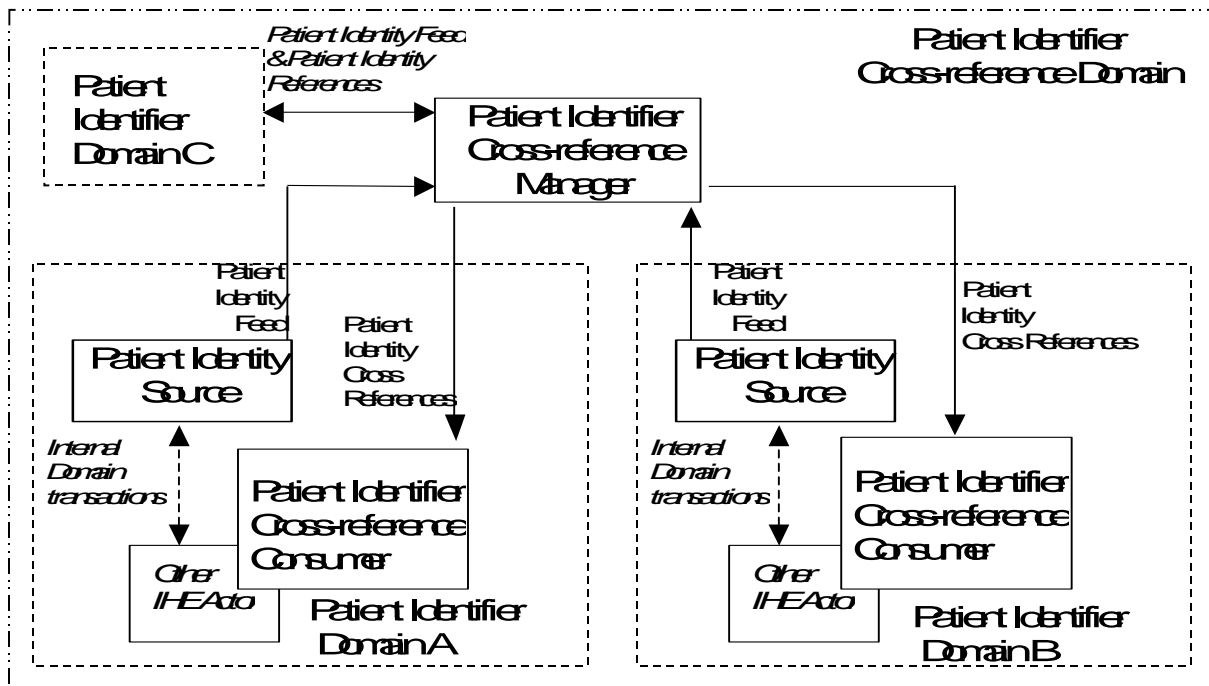 Patient Identity Feed
& Patient Identity
References
Patient Identifier
Cross-reference Domain
Patient
Identifier
Domain C
Patient Identifier
Cross-reference
Manager
Patient
Identity
Feed
Patient
Identity
Cross
References
Patient Identity
Source
Internal
Domain
transactions
Patient Identifier
Cross-reference
Consumer
Other
IHE Actor
Patient Identifier
Domain A
Patient
Identity
Feed
Patient
Identity
Cross References
Patient Identity
Source
Internal
Domain
transactions
Patient Identifier
Cross-reference
Consumer
Other
IHE Actor
Patient Identifier
Domain B